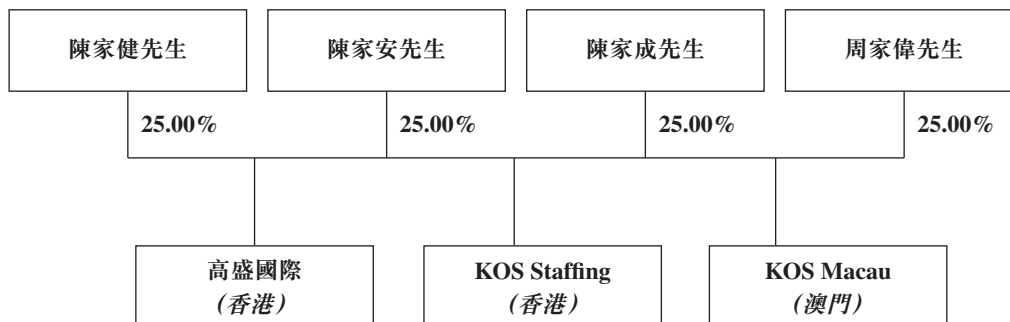 陳家健先生
陳家安先生
陳家成先生
周家偉先生
25.00%
25.00%
25.00%
25.00%
高盛國際
(香港)
KOS Staffing
(香港)
KOS Macau
(澳門)